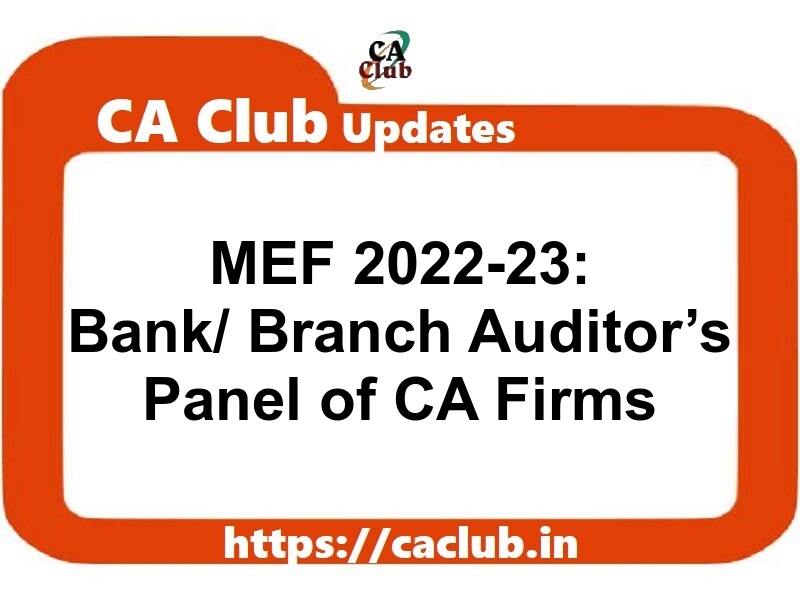 CA
Club
CA Club Updates
MEF 2022-23:
Bank/ Branch Auditor’s
Panel of CA Firms
https://caclub.in